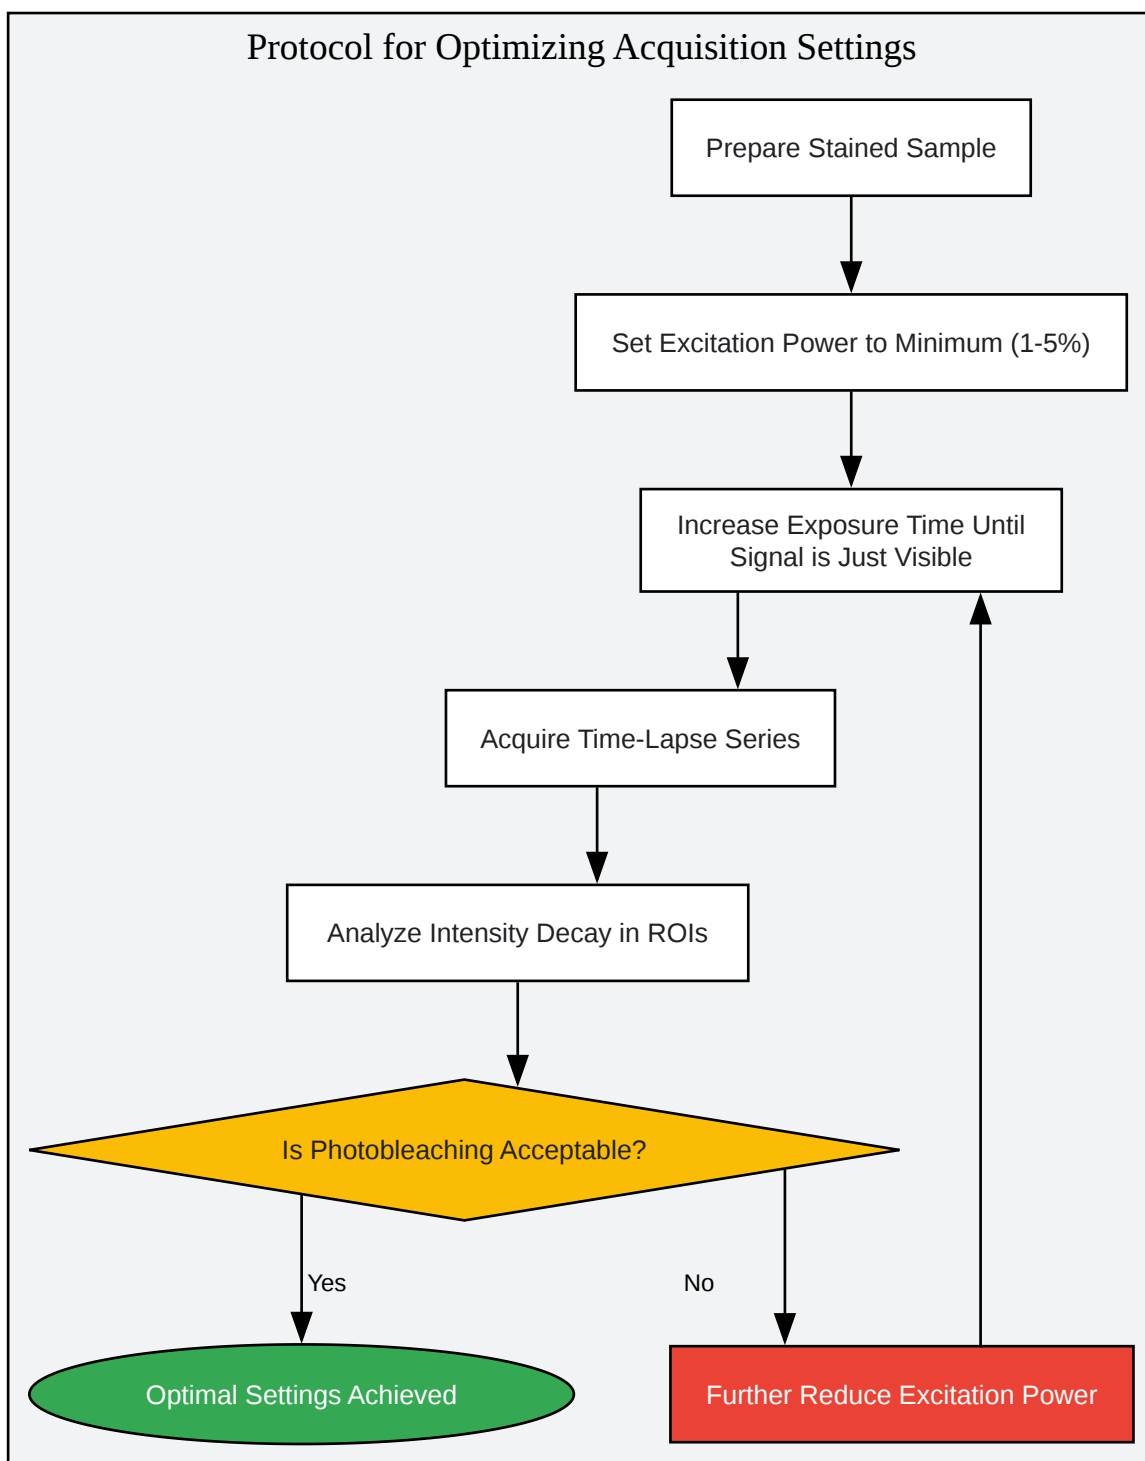 Protocol for Optimizing Acquisition Settings
Prepare Stained Sample
Set Excitation Power to Minimum (1-5%)
Increase Exposure Time Until
Signal is Just Visible
Acquire Time-Lapse Series
Analyze Intensity Decay in ROIs
Is Photobleaching Acceptable?
Yes
No
Optimal Settings Achieved
Further Reduce Excitation Power